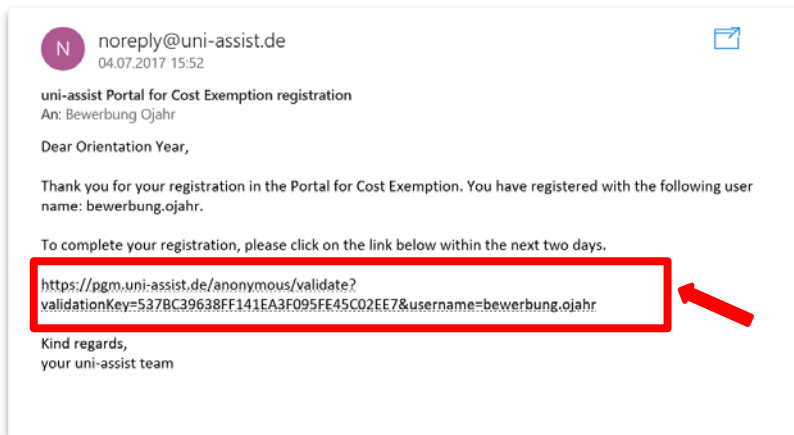 N
noreply@uni-assist.de
04.07.2017 15:52
uni-assist Portal for Cost Exemption registration
An: Bewerbung Ojahr
Dear Orientation Year,
Thank you for your registration in the Portal for Cost Exemption. You have registered with the following user
name: bewerbung.ojahr.
To complete your registration, please click on the link below within the next two days.
https://pgm.uni-assist.de/anonymous/validate?
validationKey=537BC39638FF141EA3F095FE45C02EE7&username=bewerbung.ojahr
Kind regards,
your uni-assist team